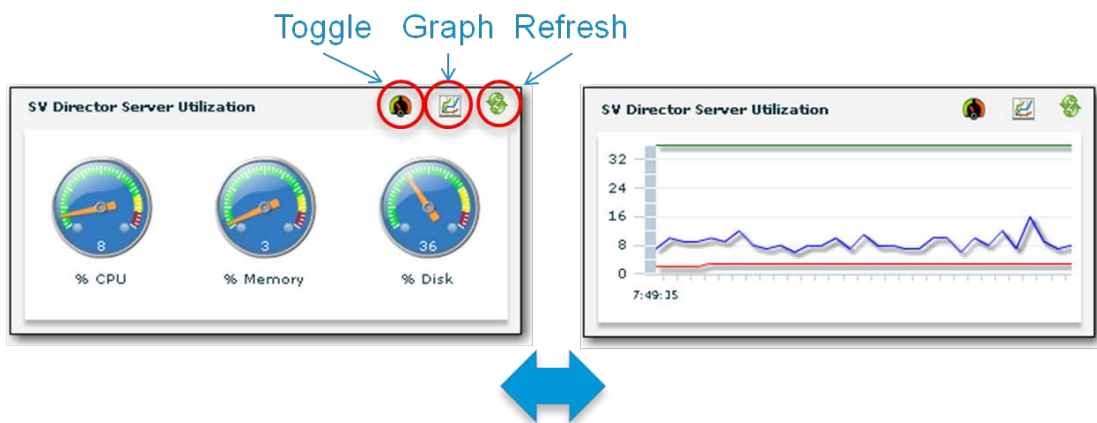 Toggle Graph Refresh
SV Director Server Utilization
8 3 36
% CPU % Memory % Disk
SV Director Server Utilization
32
24
16
8
0
7:49:35